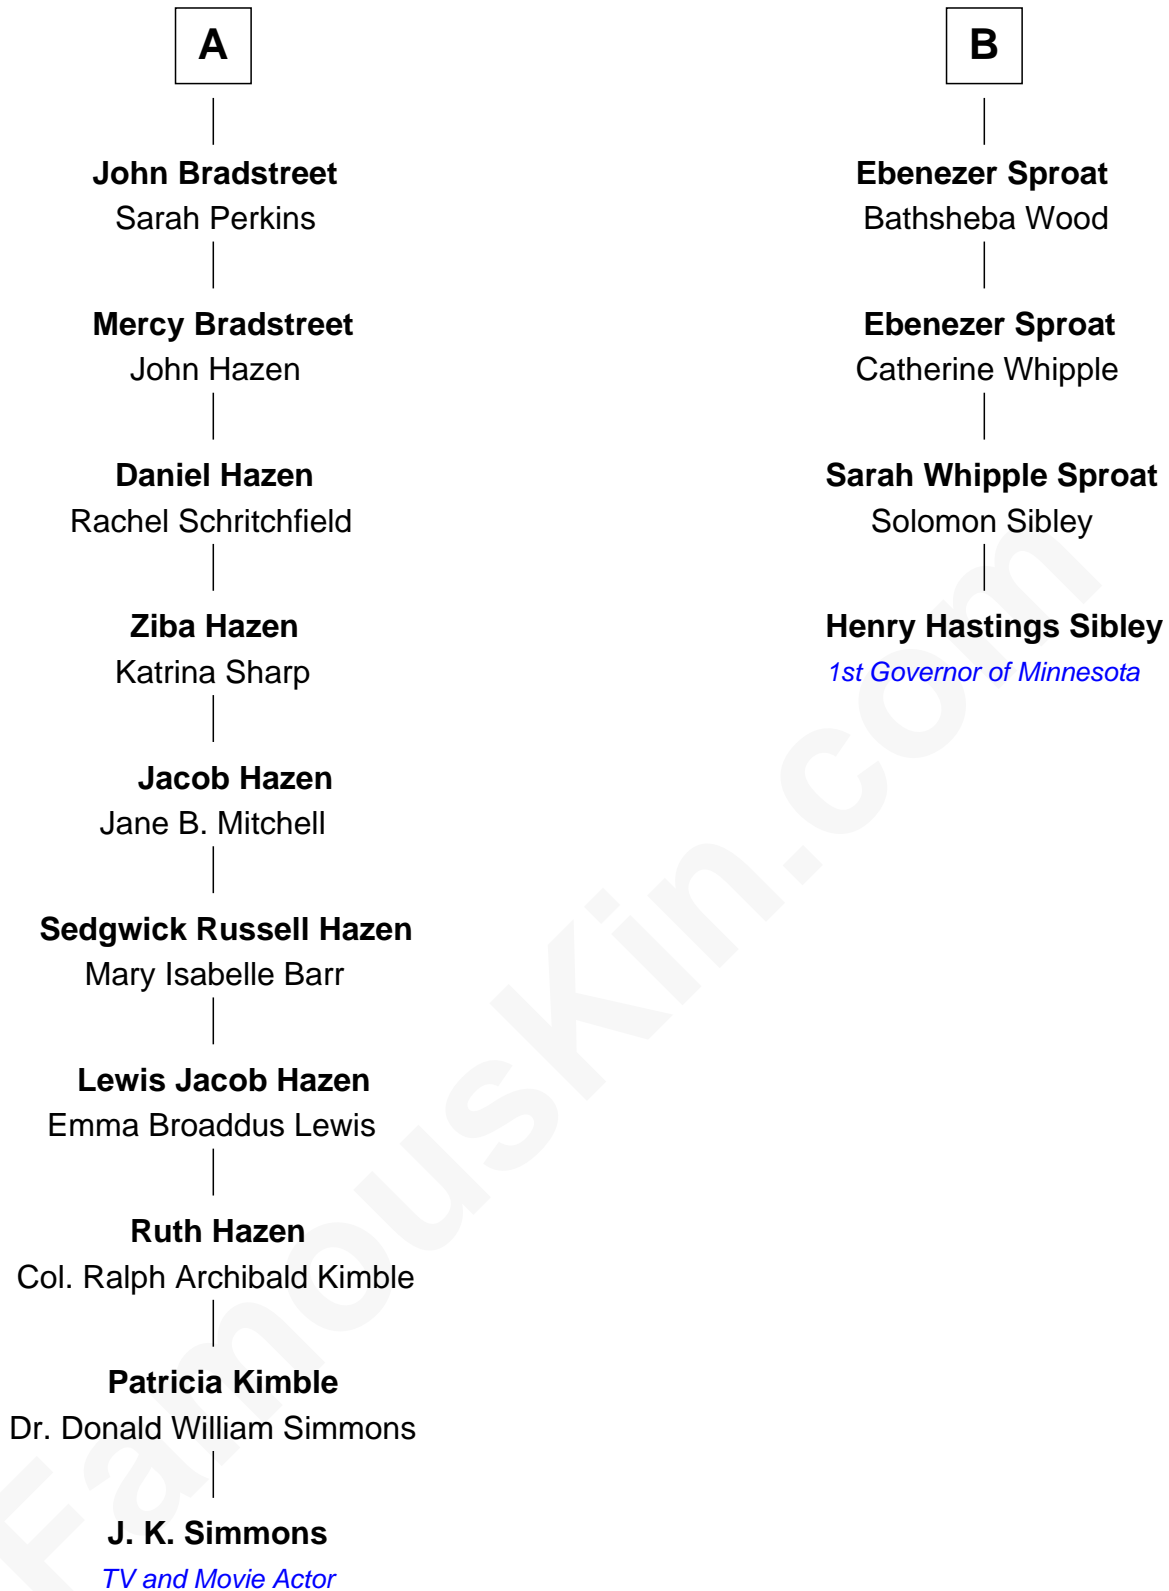 A
John Bradstreet
Sarah Perkins
Mercy Bradstreet
John Hazen
Daniel Hazen
Rachel Schritchfield
Ziba Hazen
Katrina Sharp
Jacob Hazen
Jane B. Mitchell
Sedgwick Russell Hazen
Mary Isabelle Barr
Lewis Jacob Hazen
Emma Broaddus Lewis
Ruth Hazen
Col. Ralph Archibald Kimble
Patricia Kimble
Dr. Donald William Simmons
J. K. Simmons
TV and Movie Actor
B
Ebenezer Sproat
Bathsheba Wood
Ebenezer Sproat
Catherine Whipple
Sarah Whipple Sproat
Solomon Sibley
Henry Hastings Sibley
1st Governor of Minnesota
FamousKin.com